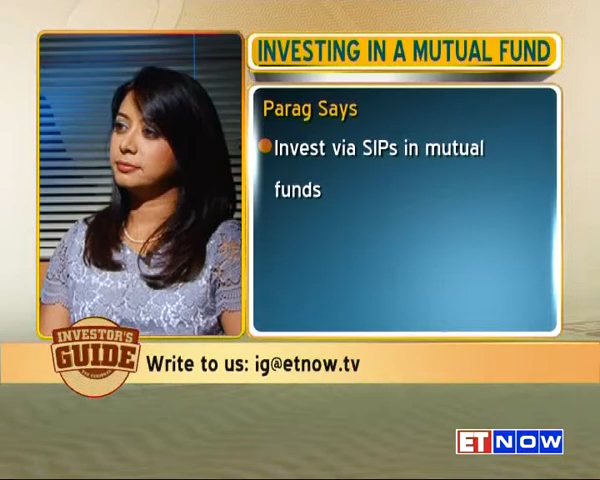 INVESTING IN A MUTUAL FUND
Parag Says
Invest via SIPs in mutual
funds
INVESTOR'S
GUIDE
Write to us: ig@etnow.tv
ET NOW